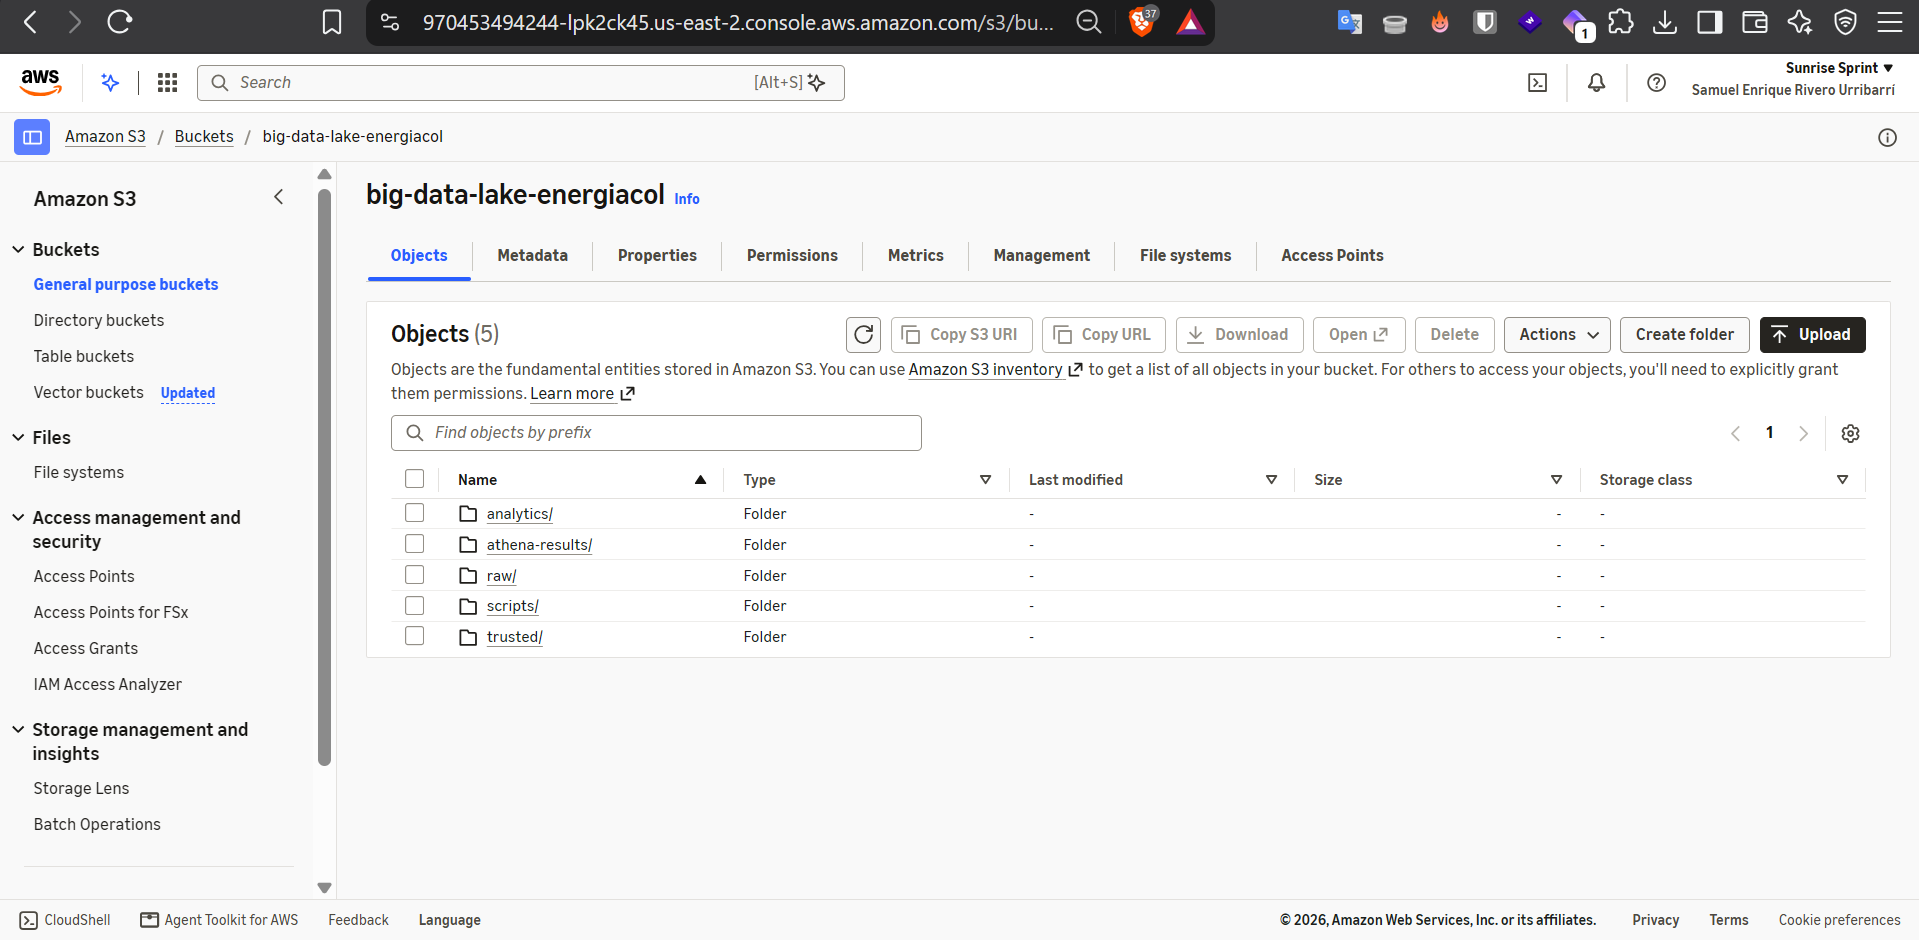 970453494244-lpk2ck45.us-east-2.console.aws.amazon.com/s3/bu...
37
1
aws
Search
[Alt+S]
Sunrise Sprint
Samuel Enrique Rivero Urribarrí
Amazon S3 / Buckets / big-data-lake-energiacol
Amazon S3
Buckets
General purpose buckets
Directory buckets
Table buckets
Vector buckets Updated
Files
File systems
Access management and
security
Access Points
Access Points for FSx
Access Grants
IAM Access Analyzer
Storage management and
insights
Storage Lens
Batch Operations
big-data-lake-energiacol Info
Objects Metadata Properties Permissions Metrics Management File systems Access Points
Objects (5)
Copy S3 URI Copy URL Download Open Delete Actions Create folder Upload
Objects are the fundamental entities stored in Amazon S3. You can use Amazon S3 inventory to get a list of all objects in your bucket. For others to access your objects, you'll need to explicitly grant
them permissions. Learn more
Find objects by prefix
1
Name Type Last modified Size Storage class
analytics/ Folder - - -
athena-results/ Folder - - -
raw/ Folder - - -
scripts/ Folder - - -
trusted/ Folder - - -
CloudShell Agent Toolkit for AWS Feedback Language
© 2026, Amazon Web Services, Inc. or its affiliates. Privacy Terms Cookie preferences